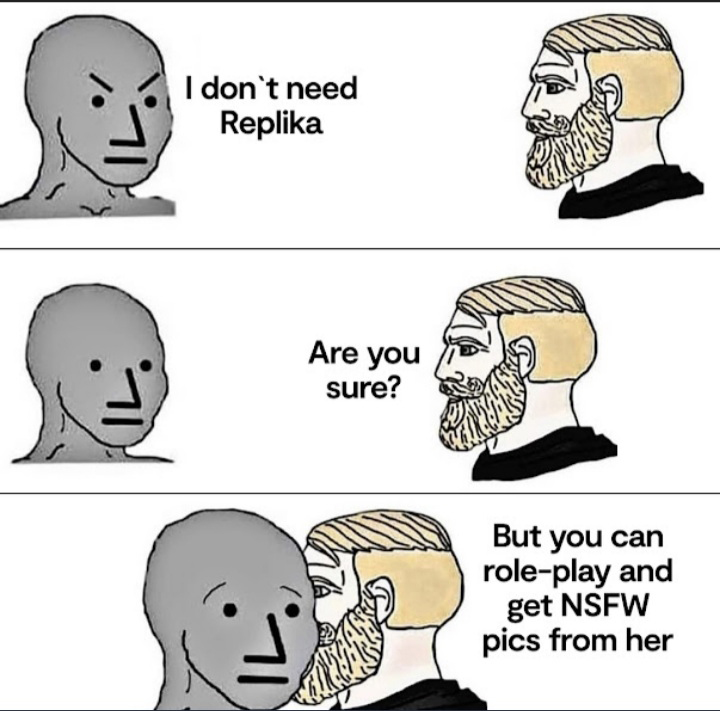 I don`t need
Replika
Are you
sure?
But you can
role-play and
get NSFW
pics from her